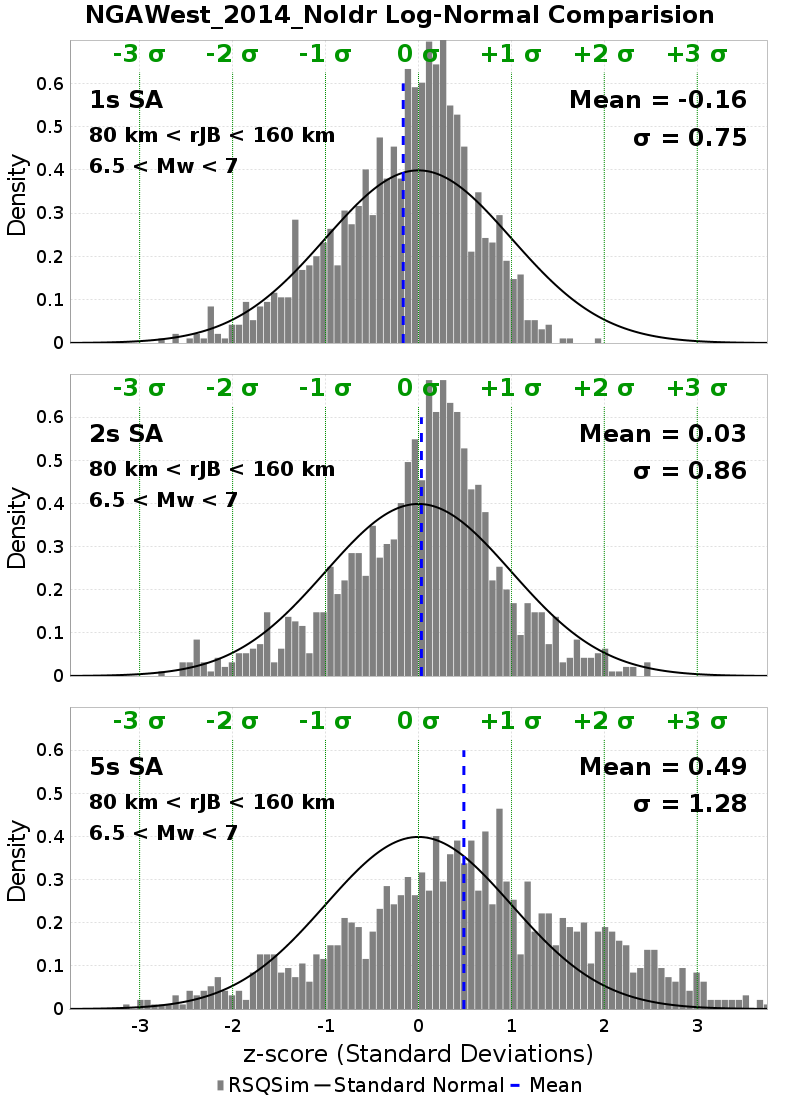 NGAWest_2014_NoIdr Log-Normal Comparision
-3 σ -2 σ -1 σ 0 σ +1 σ +2 σ +3 σ
1s SA
Mean = -0.16
80 km < rJB < 160 km
σ = 0.75
6.5 < Mw < 7
Density
0.6
0.5
0.4
0.3
0.2
0.1
0
-3 σ -2 σ -1 σ 0 σ +1 σ +2 σ +3 σ
2s SA
Mean = 0.03
80 km < rJB < 160 km
σ = 0.86
6.5 < Mw < 7
Density
0.6
0.5
0.4
0.3
0.2
0.1
0
-3 σ -2 σ -1 σ 0 σ +1 σ +2 σ +3 σ
5s SA
Mean = 0.49
80 km < rJB < 160 km
σ = 1.28
6.5 < Mw < 7
Density
0.6
0.5
0.4
0.3
0.2
0.1
0
-3 -2 -1 0 1 2 3
z-score (Standard Deviations)
RSQSim Standard Normal Mean